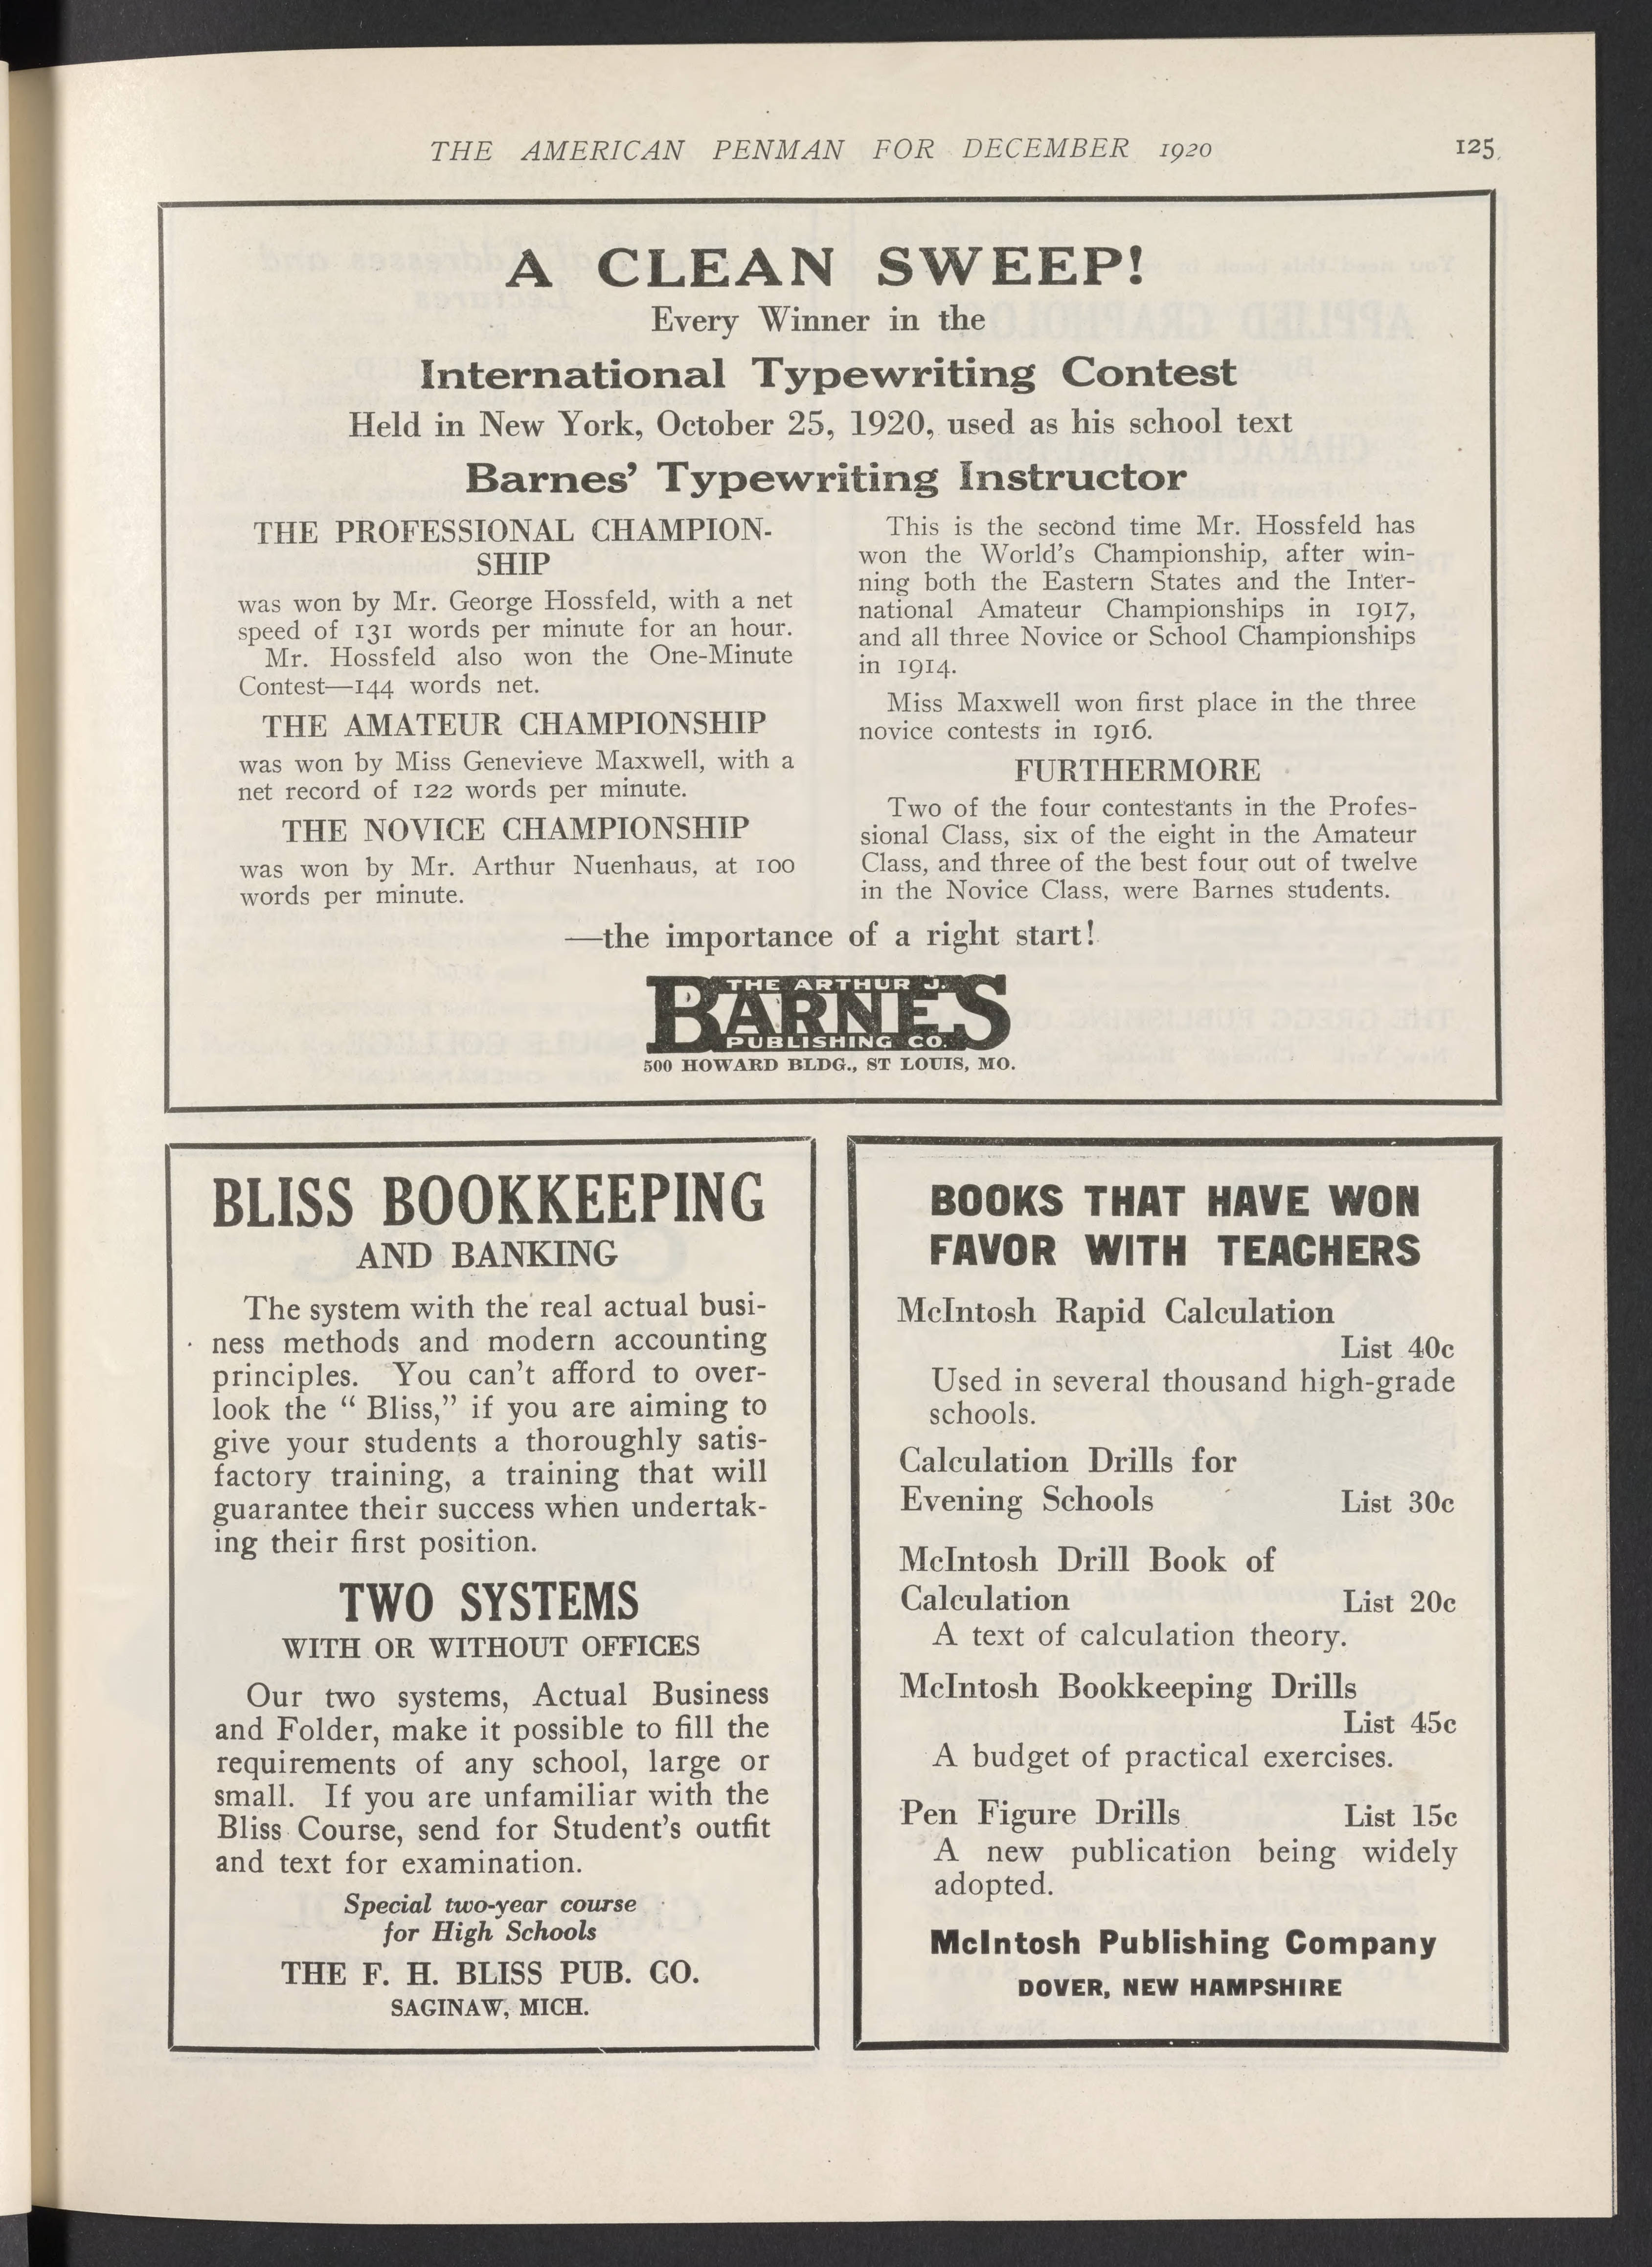 THE AMERICAN PENMAN FOR DECEMBER 1920
125
A CLEAN SWEEP!
Every Winner in the
International Typewriting Contest
Held in New York, October 25, 1920, used as his school text
Barnes' Typewriting Instructor
THE PROFESSIONAL CHAMPION-
SHIP
was won by Mr. George Hossfeld, with a net
speed of 131 words per minute for an hour.
Mr. Hossfeld also won the One-Minute
Contest—144 words net.
THE AMATEUR CHAMPIONSHIP
was won by Miss Genevieve Maxwell, with a
net record of 122 words per minute.
THE NOVICE CHAMPIONSHIP
was won by Mr. Arthur Nuenhaus, at 100
words per minute.
This is the second time Mr. Hossfeld has
won the World's Championship, after win-
ning both the Eastern States and the Inter-
national Amateur Championships in 1917,
and all three Novice or School Championships
in 1914.
Miss Maxwell won first place in the three
novice contests in 1916.
FURTHERMORE
Two of the four contestants in the Profes-
sional Class, six of the eight in the Amateur
Class, and three of the best four out of twelve
in the Novice Class, were Barnes students.
—the importance of a right start!
THE ARTHUR J.
BARNES
PUBLISHING CO.
500 HOWARD BLDG., ST LOUIS, MO.
BLISS BOOKKEEPING
AND BANKING
The system with the real actual busi-
ness methods and modern accounting
principles. You can't afford to over-
look the " Bliss," if you are aiming to
give your students a thoroughly satis-
factory training, a training that will
guarantee their success when undertak-
ing their first position.
TWO SYSTEMS
WITH OR WITHOUT OFFICES
Our two systems, Actual Business
and Folder, make it possible to fill the
requirements of any school, large or
small. If you are unfamiliar with the
Bliss Course, send for Student's outfit
and text for examination.
Special two-year course
for High Schools
THE F. H. BLISS PUB. CO.
SAGINAW, MICH.
BOOKS THAT HAVE WON
FAVOR WITH TEACHERS
McIntosh Rapid Calculation
List 40c
Used in several thousand high-grade
schools.
Calculation Drills for
Evening Schools List 30c
McIntosh Drill Book of
Calculation List 20c
A text of calculation theory.
McIntosh Bookkeeping Drills
List 45c
A budget of practical exercises.
Pen Figure Drills List 15c
A new publication being widely
adopted.
McIntosh Publishing Company
DOVER, NEW HAMPSHIRE